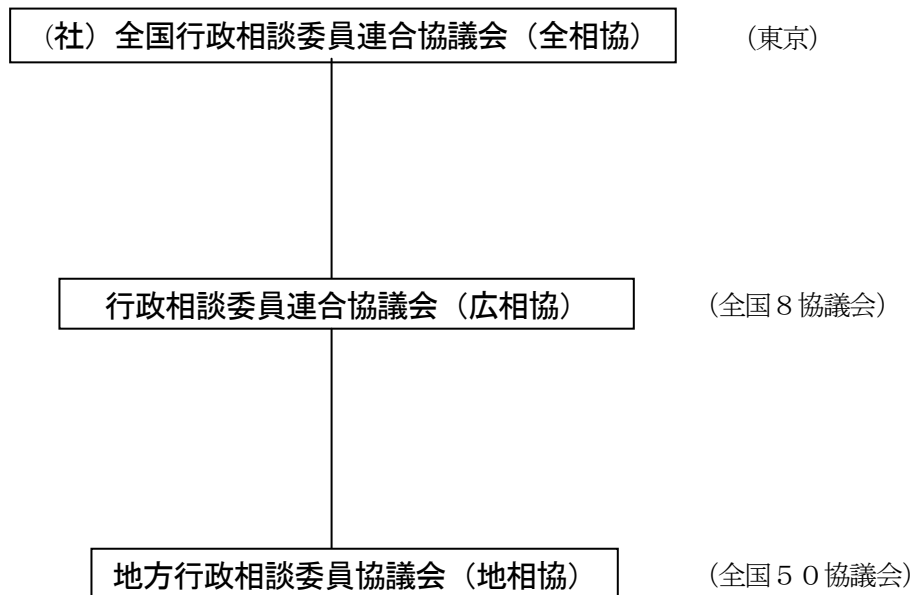 （社）全国行政相談委員連合協議会（全相協） （東京）
行政相談委員連合協議会（広相協） （全国８協議会）
地方行政相談委員協議会（地相協） （全国５０協議会）